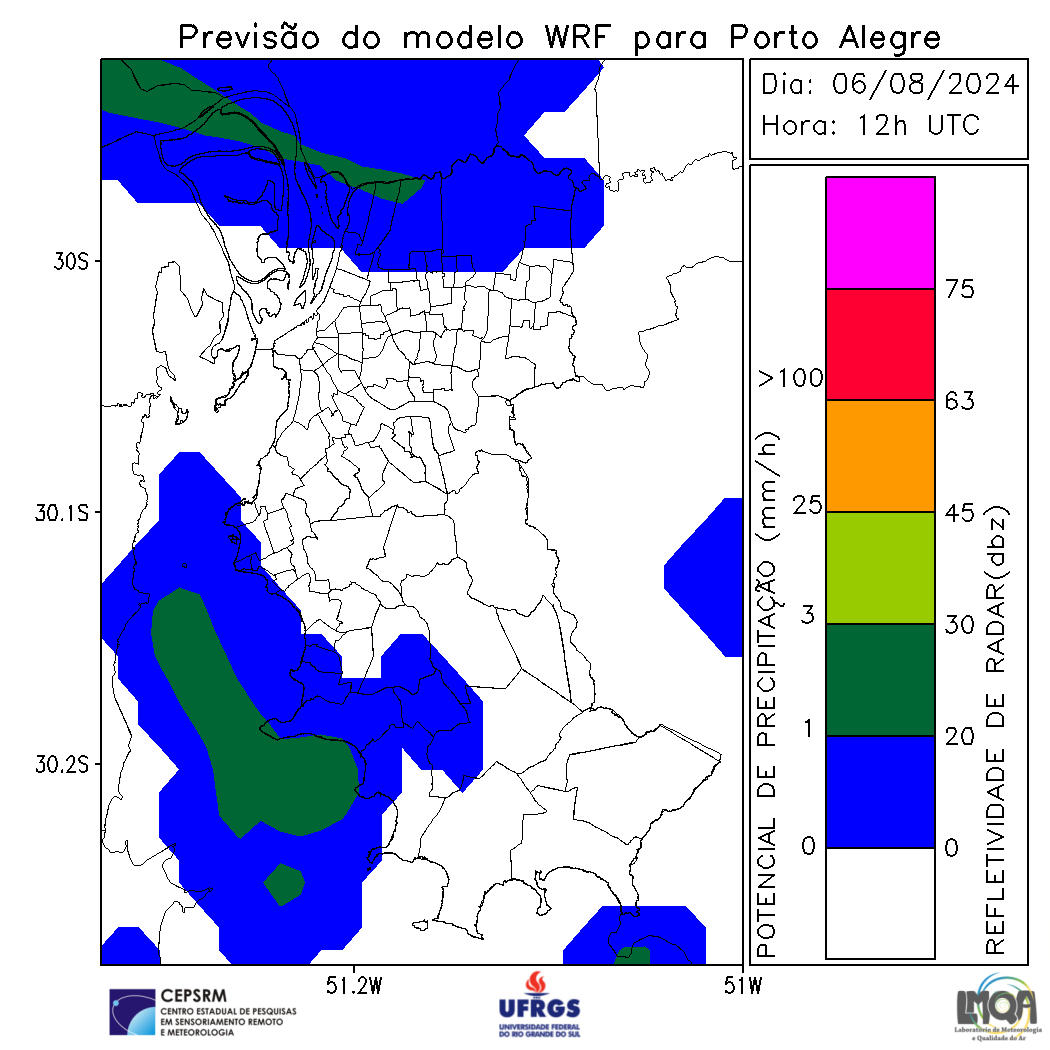 Previsão do modelo WRF para Porto Alegre
Dia: 06/08/2024
Hora: 12h UTC
30S
30.1S
30.2S
51.2W
51W
POTENCIAL DE PRECIPITAÇÃO (mm/h)
>100
25
3
1
0
75
63
45
30
20
0
REFLETIVIDADE DE RADAR(dbz)
CEPSRM
CENTRO ESTADUAL DE PESQUISAS
EM SENSORIAMENTO REMOTO
E METEOROLOGIA
UFRGS
UNIVERSIDADE FEDERAL
DO RIO GRANDE DO SUL
LMQA
Laboratório de Meteorologia
e Qualidade do Ar